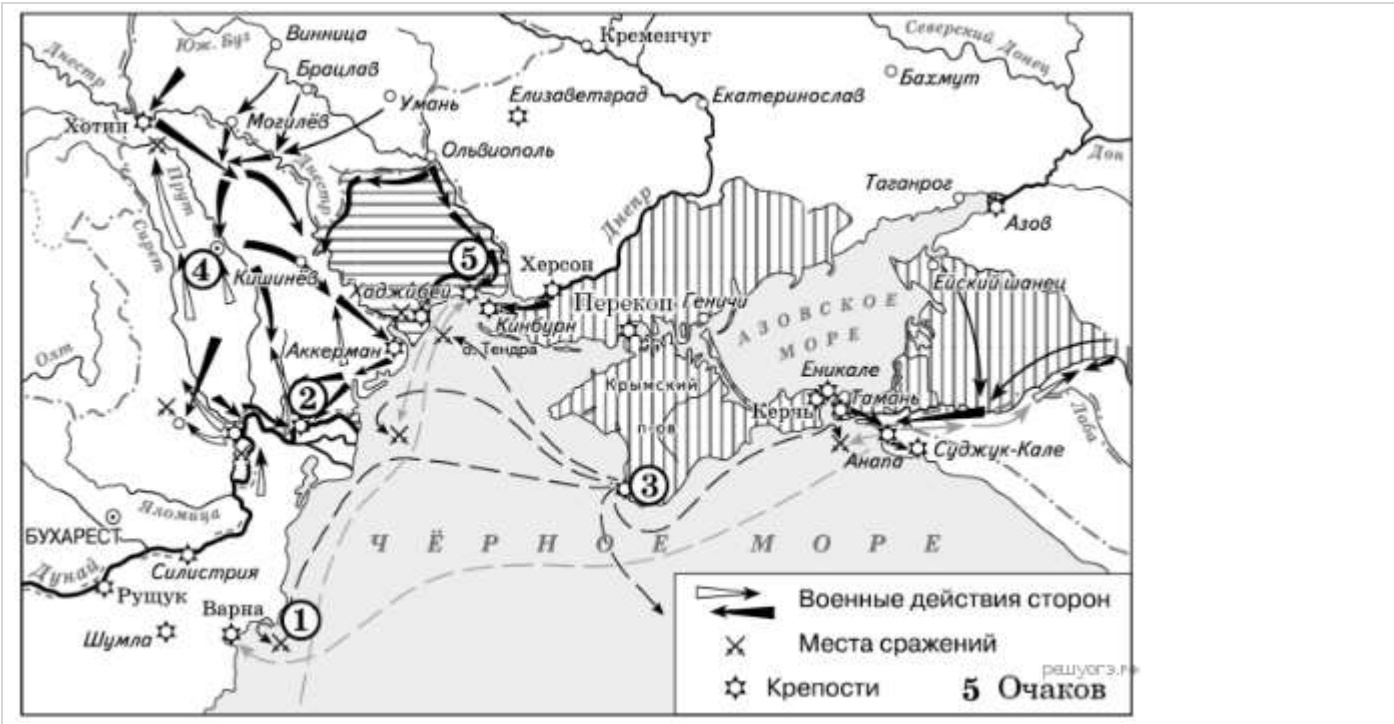 Винница
Кременчуг
Северский Донец
Юж. Буг
Днестр
Брацлав
Бахмут
Умань
Елизаветград
Екатеринослав
Хотин
Могилёв
Ольвиополь
Днестр
Дон
Прут
Таганрог
Днепр
Азов
Сирет
4
5
Херсон
Кишинёв
Хаджибей
Перекоп
Геничи
Ейский шанец
АЗОВСКОЕ
МОРЕ
Кинбурн
Олт
Аккерман
о. Тендра
Еникале
Крымский
п-ов
2
Керчь
Тамань
Лаба
Анапа
Суджук-Кале
3
Яломица
БУХАРЕСТ
ЧЁРНОЕ МОРЕ
Дунай
Силистрия
Рущук
Варна
1
Шумла
Военные действия сторон
Места сражений
Крепости
5 Очаков
решуогэ.рф